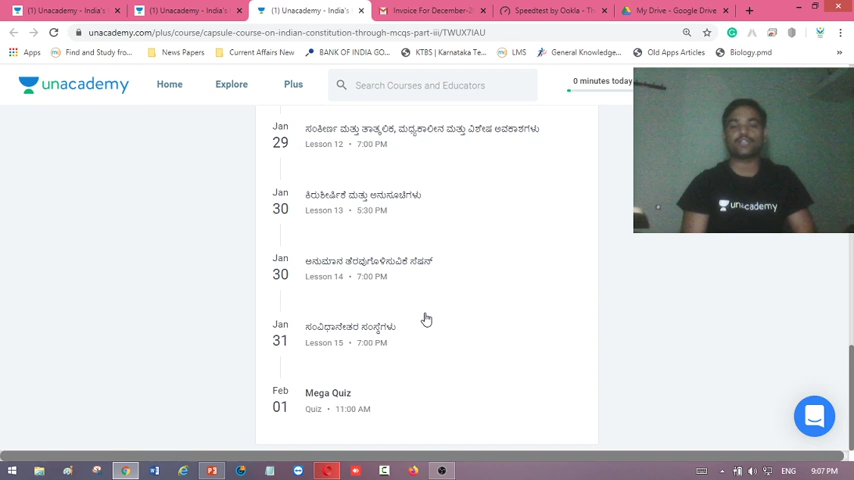 (1) Unacademy - India's
(1) Unacademy - India's
(1) Unacademy - India's
Invoice For December-2
Speedtest by Ookla - Th
My Drive - Google Drive
unacademy.com/plus/course/capsule-course-on-indian-constitution-through-mcqs-part-iii/TWUX7IAU
Apps Find and Study fro... News Papers Current Affairs New BANK OF INDIA GO... KTBS | Karnataka Te... LMS General Knowledge... Old Apps Articles Biology.pmd
unacademy Home Explore Plus Search Courses and Educators 0 minutes today
Jan
29
ಸಂಕೀರ್ಣ ಮತ್ತು ತಾತ್ಕಾಲಿಕ, ಮಧ್ಯಕಾಲೀನ ಮತ್ತು ವಿಶೇಷ ಅವಕಾಶಗಳು
Lesson 12 • 7:00 PM
Jan
30
ಕಿರುಶೀರ್ಷಿಕೆ ಮತ್ತು ಅನುಸೂಚಿಗಳು
Lesson 13 • 5:30 PM
Jan
30
ಅನುಮಾನ ತೆರವುಗೊಳಿಸುವಿಕೆ ಸೆಷನ್
Lesson 14 • 7:00 PM
Jan
31
ಸಂವಿಧಾನೇತರ ಸಂಸ್ಥೆಗಳು
Lesson 15 • 7:00 PM
Feb
01
Mega Quiz
Quiz • 11:00 AM
unacademy
ENG 9:07 PM